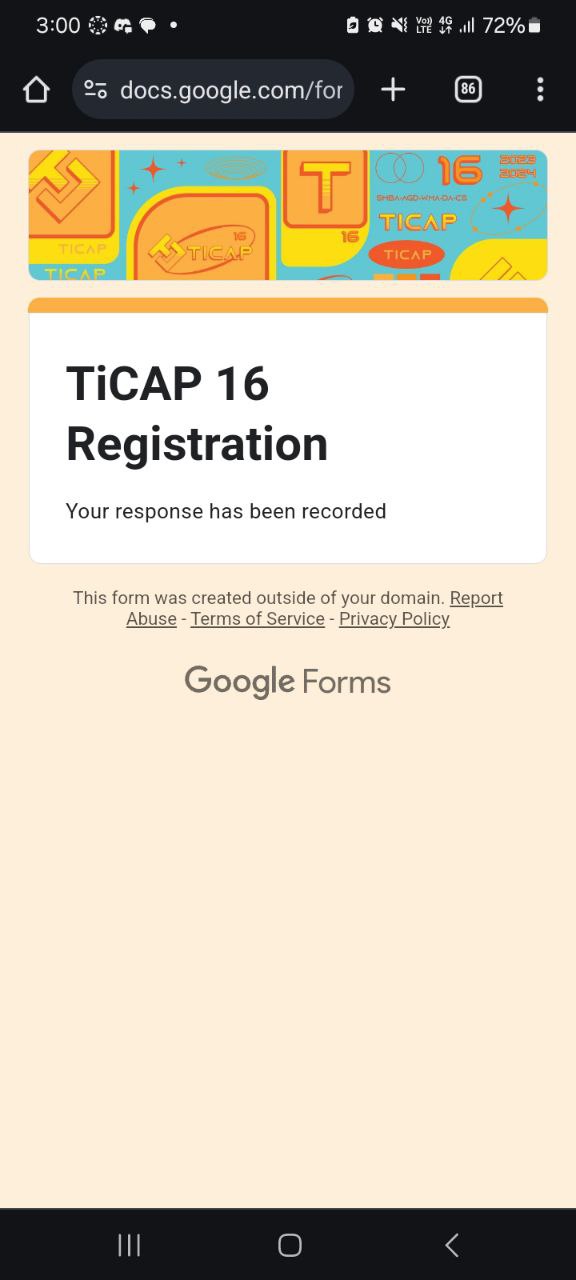 3:00
Vo))
LTE
4G
72%
docs.google.com/for
86
TICAP
TICAP
16
TICAP
T
16
16
2023
2024
SMBA-AGD-WMA-DA-CS
TICAP
TICAP
TiCAP 16
Registration
Your response has been recorded
This form was created outside of your domain. Report
Abuse - Terms of Service - Privacy Policy
Google Forms